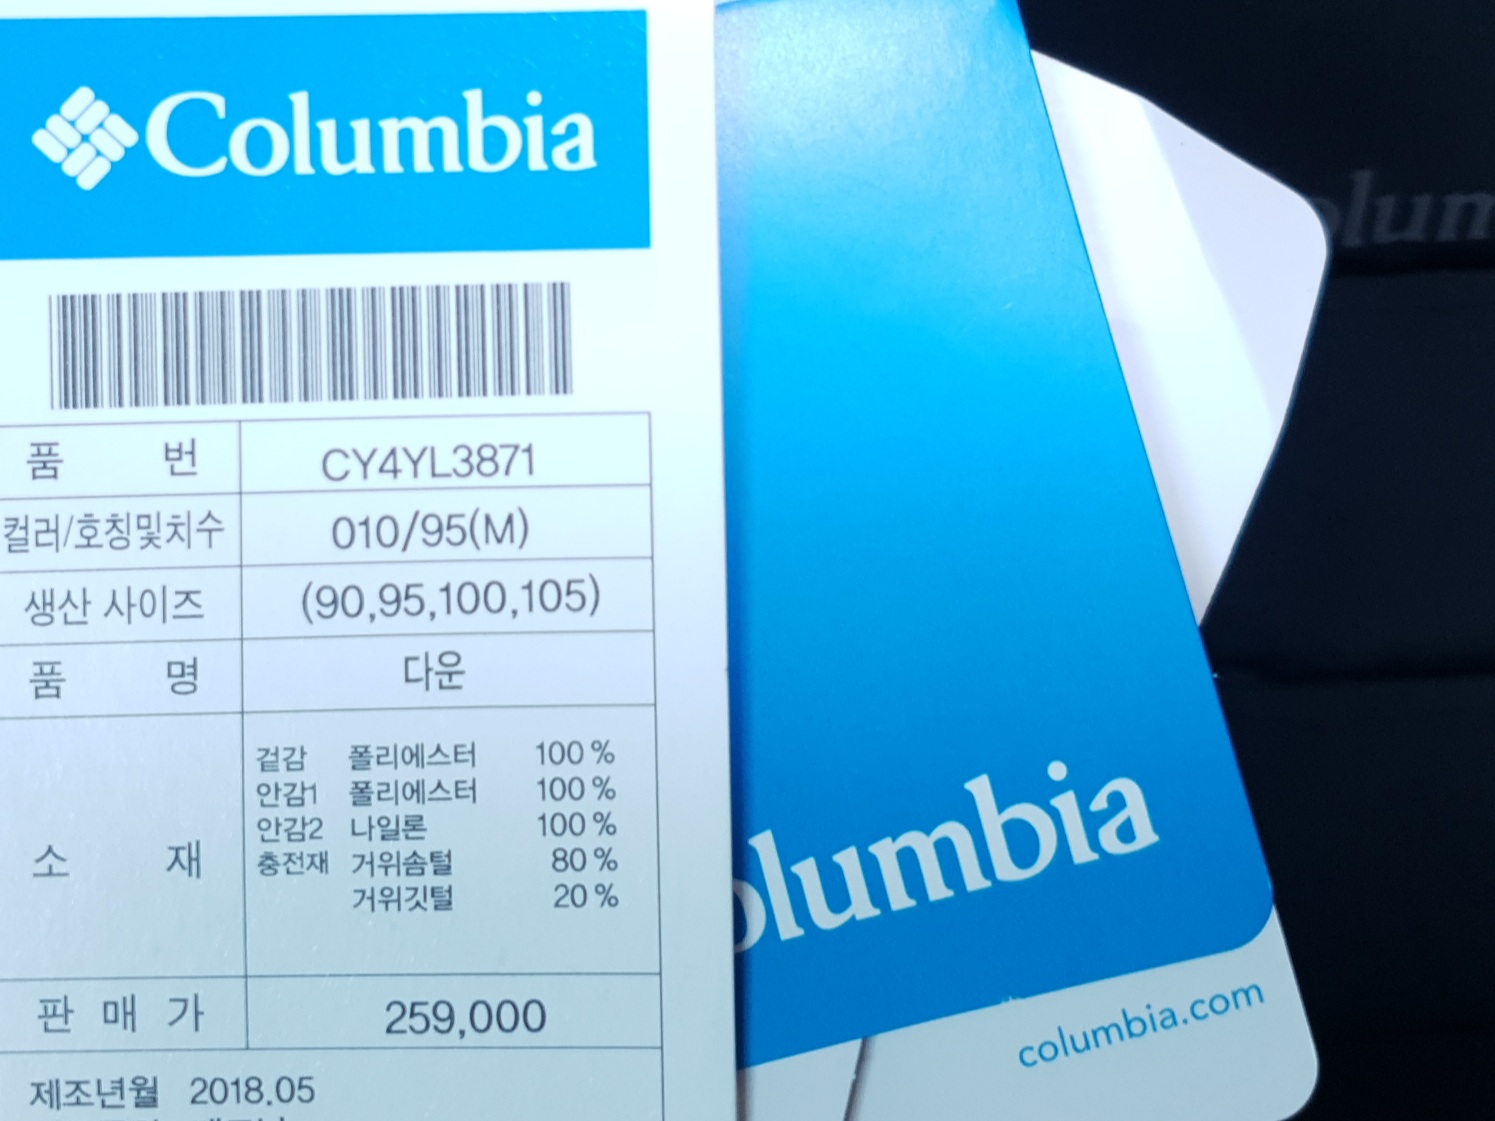 Columbia
품 번 CY4YL3871
컬러/호칭및치수 010/95(M)
생산 사이즈 (90,95,100,105)
품 명 다운
소 재
겉감 폴리에스터 100 %
안감1 폴리에스터 100 %
안감2 나일론 100 %
충전재 거위솜털 80 %
거위깃털 20 %
판 매 가 259,000
제조년월 2018.05
olumbia
columbia.com
olum